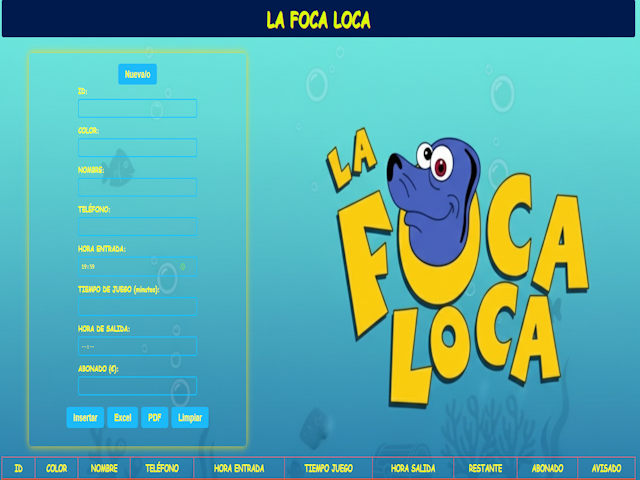 LA FOCA LOCA
Nueva/o
ID:
COLOR:
NOMBRE:
TELÉFONO:
HORA ENTRADA:
19:59
TIEMPO DE JUEGO (minutos):
HORA DE SALIDA:
--:--
ABONADO (€):
Insertar Excel PDF Limpiar
LA
FOCA
LOCA
ID COLOR NOMBRE TELÉFONO HORA ENTRADA TIEMPO JUEGO HORA SALIDA RESTANTE ABONADO AVISADO